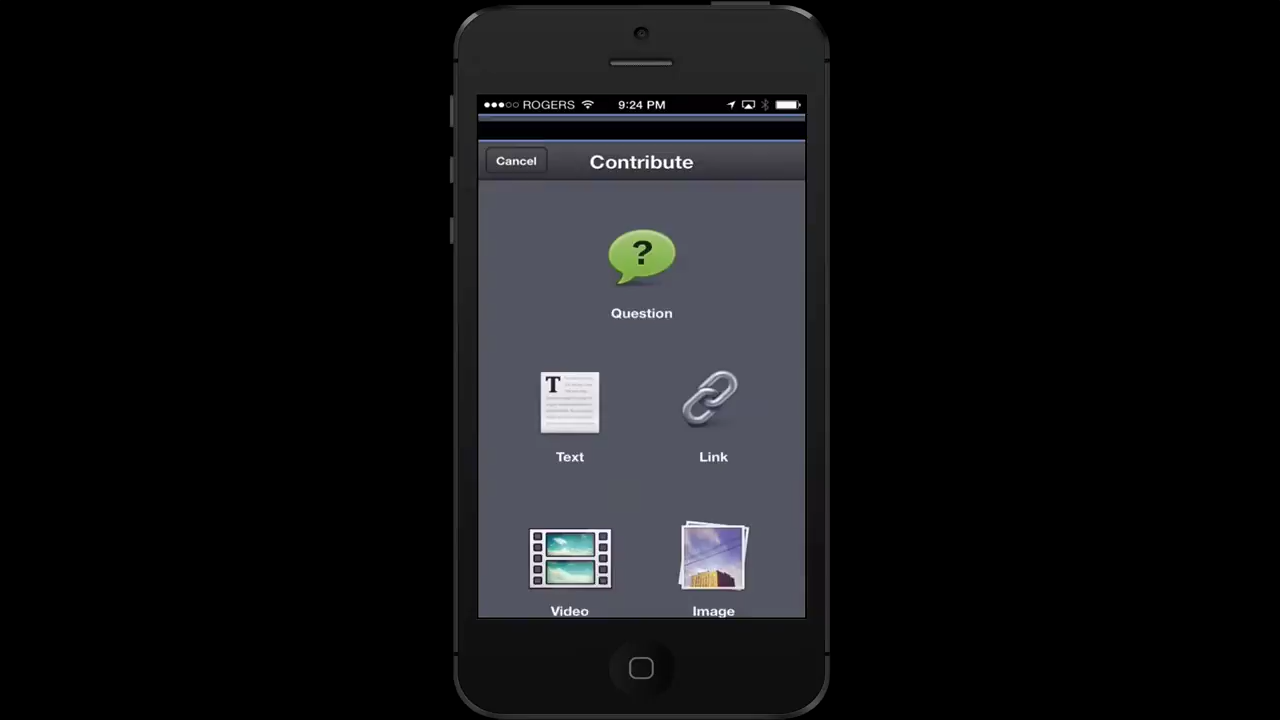 ROGERS 9:24 PM
Cancel Contribute
?
Question
T
Text Link
Video Image